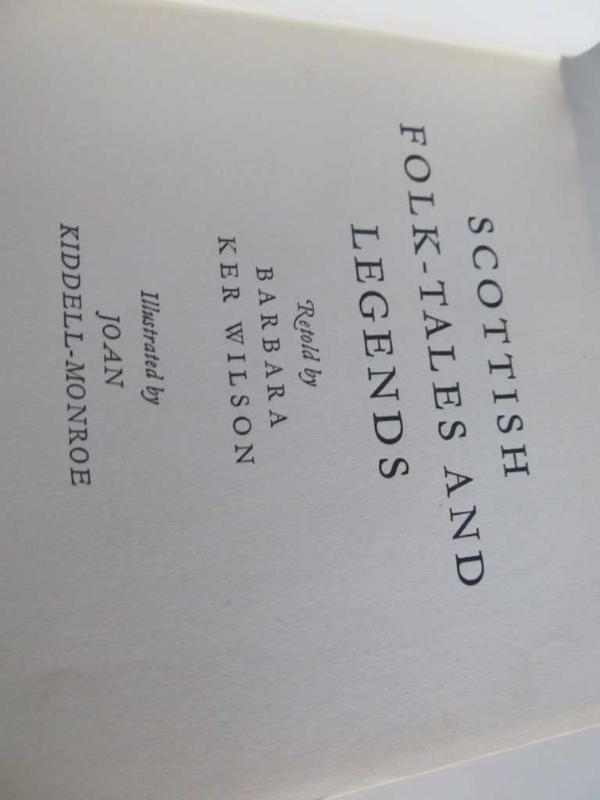 SCOTTISH
FOLK-TALES AND
LEGENDS
Retold by
BARBARA
KER WILSON
Illustrated by
JOAN
KIDDELL-MONROE